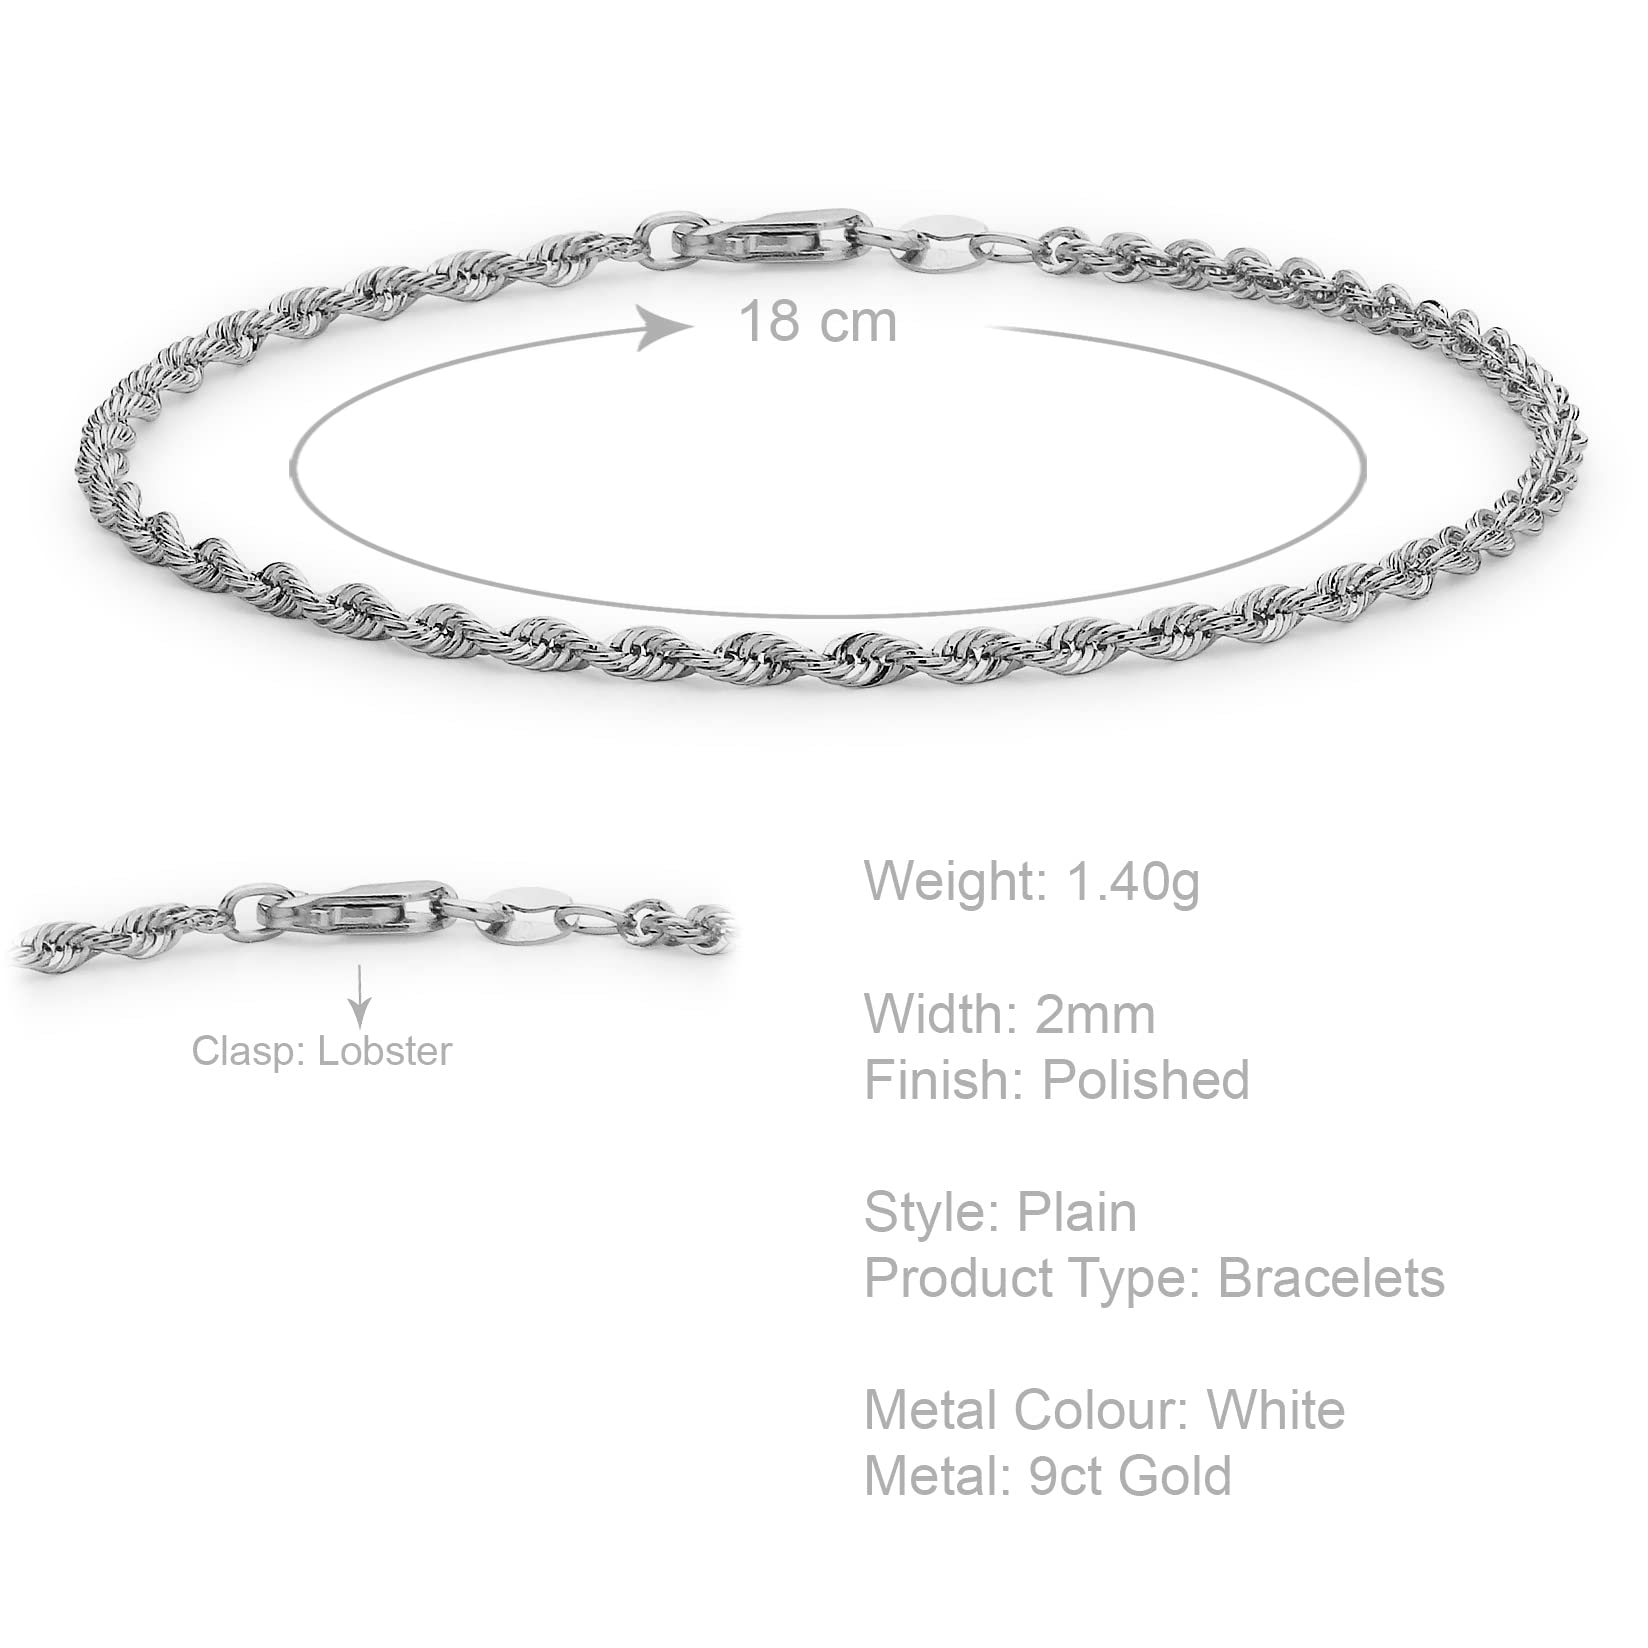 18 cm
Clasp: Lobster
Weight: 1.40g
Width: 2mm
Finish: Polished
Style: Plain
Product Type: Bracelets
Metal Colour: White
Metal: 9ct Gold